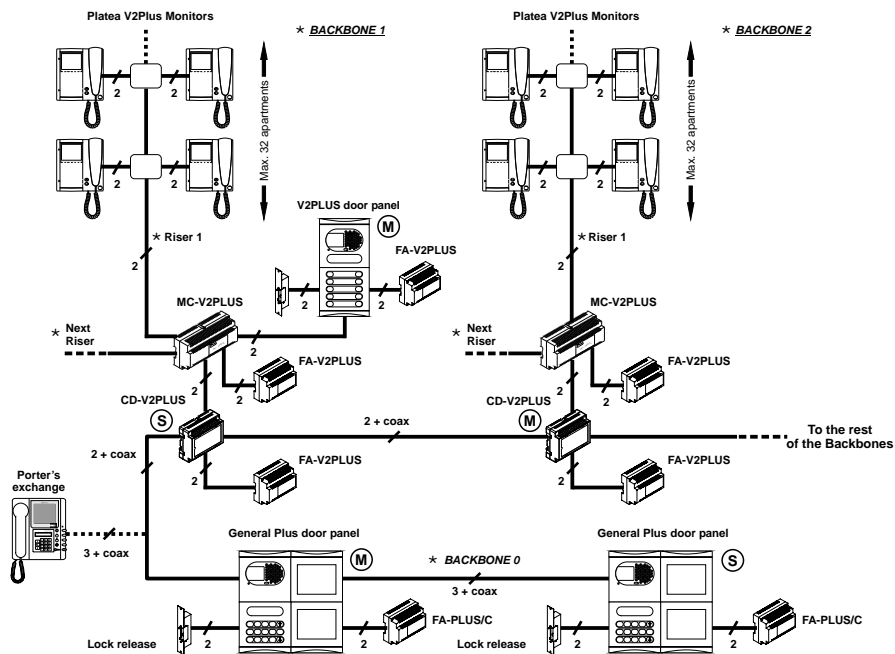 Platea V2Plus Monitors
* BACKBONE 1
Platea V2Plus Monitors
* BACKBONE 2
2
2
2
2
Max. 32 apartments
2
2
2
2
Max. 32 apartments
V2PLUS door panel
M
* Riser 1
2
FA-V2PLUS
2
2
* Riser 1
2
MC-V2PLUS
MC-V2PLUS
* Next
Riser
2
* Next
Riser
2
2
FA-V2PLUS
2
2
FA-V2PLUS
CD-V2PLUS
S
CD-V2PLUS
M
2 + coax
To the rest
of the Backbones
2 + coax
2
FA-V2PLUS
2
FA-V2PLUS
Porter's
exchange
3 + coax
General Plus door panel
M
* BACKBONE 0
3 + coax
General Plus door panel
S
FA-PLUS/C
FA-PLUS/C
Lock release
2
2
Lock release
2
2